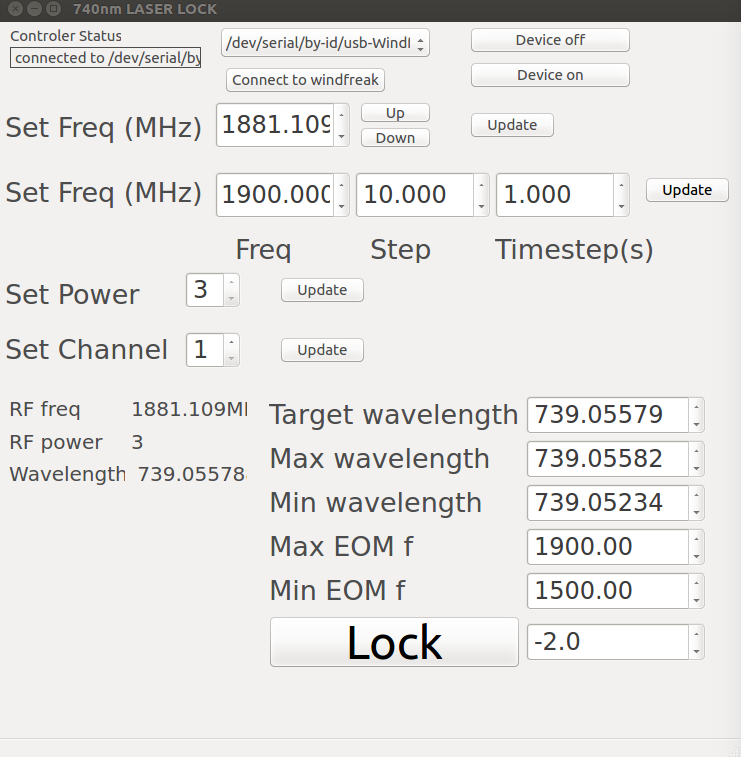 740nm LASER LOCK
Controler Status
connected to /dev/serial/by
/dev/serial/by-id/usb-Windf
Device off
Connect to windfreak
Device on
Set Freq (MHz) 1881.109 Up Down Update
Set Freq (MHz) 1900.000 10.000 1.000 Update
Freq Step Timestep(s)
Set Power 3 Update
Set Channel 1 Update
RF freq 1881.109MH
RF power 3
Wavelength 739.05578
Target wavelength 739.05579
Max wavelength 739.05582
Min wavelength 739.05234
Max EOM f 1900.00
Min EOM f 1500.00
Lock -2.0